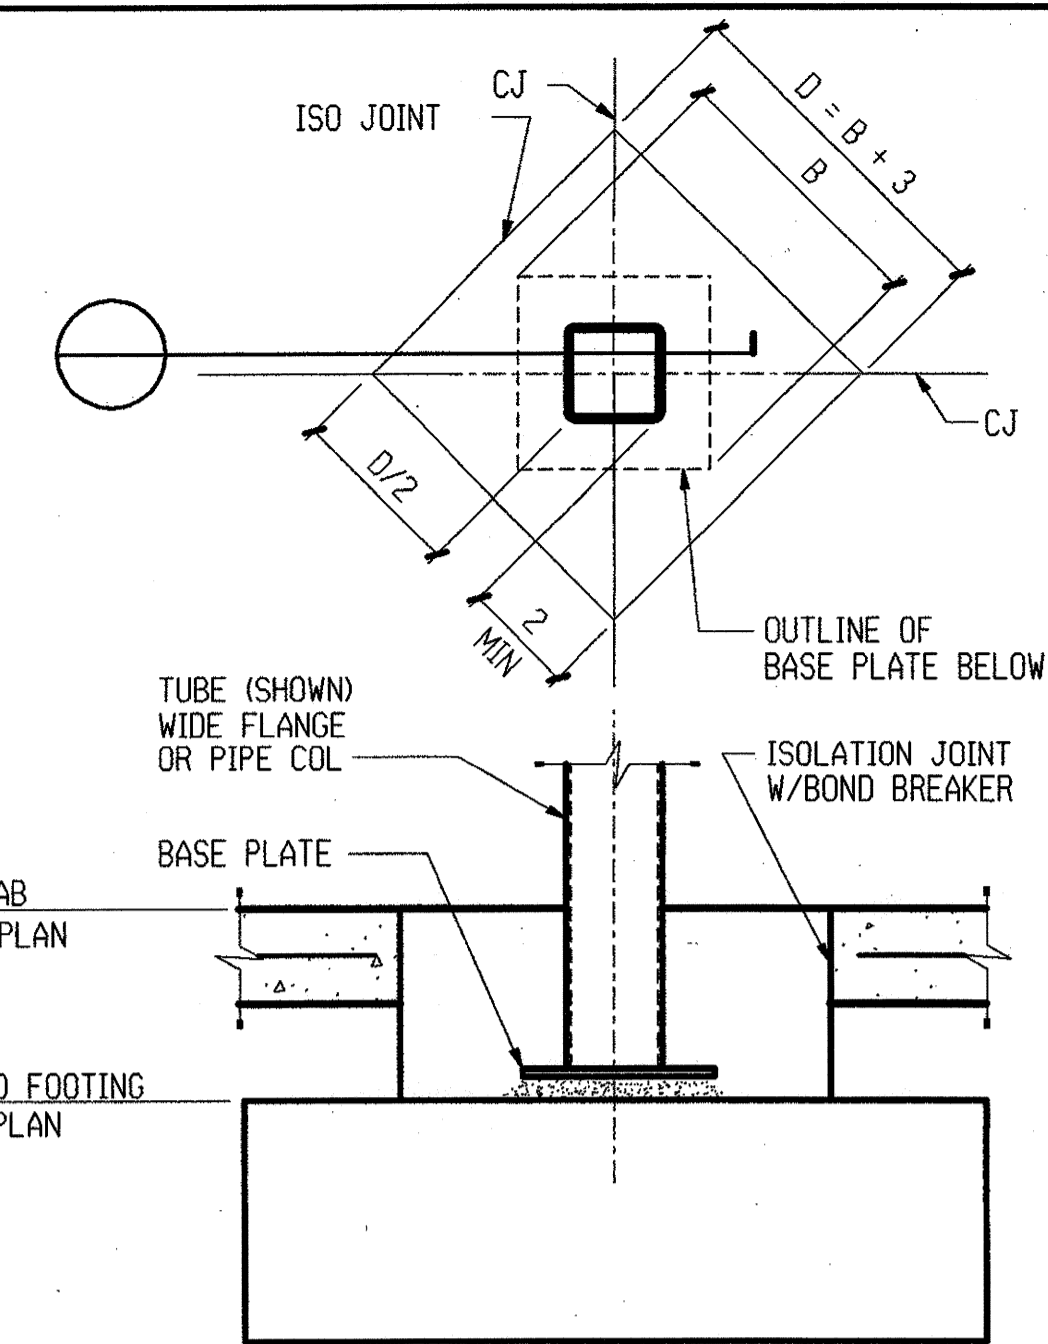 CJ
ISO JOINT
D = B + 3
B
CJ
D/2
2
MIN
OUTLINE OF
BASE PLATE BELOW
TUBE (SHOWN)
WIDE FLANGE
OR PIPE COL
ISOLATION JOINT
W/BOND BREAKER
BASE PLATE
PLAN
FOOTING
PLAN